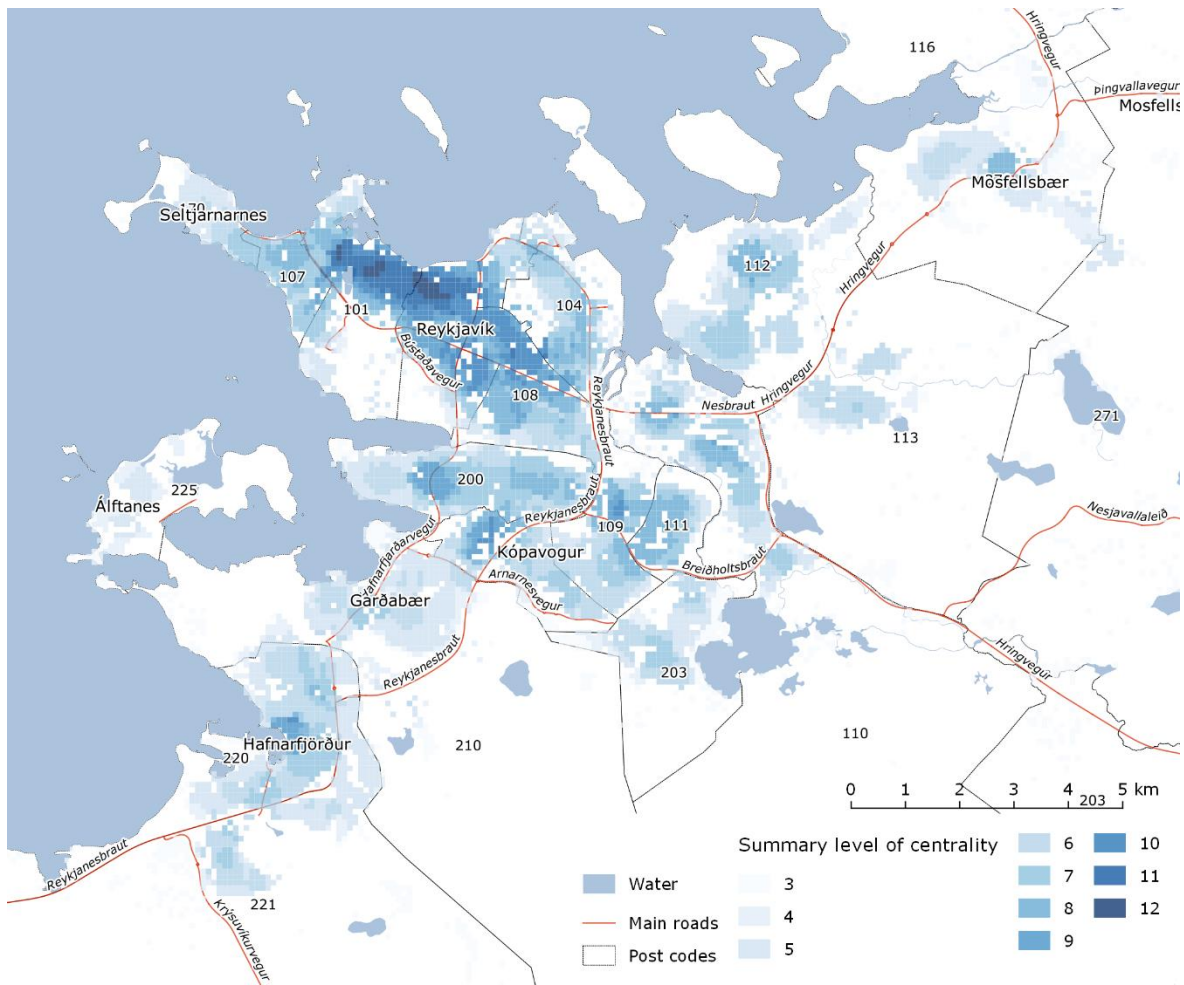 116
Hringvegur
Þingvallavegur
Mosfells
Mosfellsbær
Seltjarnarnes
170
107
112
101
104
Reykjavík
Bústaðavegur
Hringvegur
108
Reykjanesbraut
Nesbraut
Hringvegur
113
271
200
Álftanes
225
Reykjanesbraut
109
111
Hafnarfjarðarvegur
Kópavogur
Breiðholtsbraut
Nesjavallaleið
Arnarnesvegur
Garðabær
Reykjanesbraut
203
Hringvegur
Hafnarfjörður
220
210
110
0 1 2 3 4 5 km
203
Reykjanesbraut
221
Krýsuvíkurvegur
Summary level of centrality
Water
Main roads
Post codes
3
4
5
6
7
8
9
10
11
12